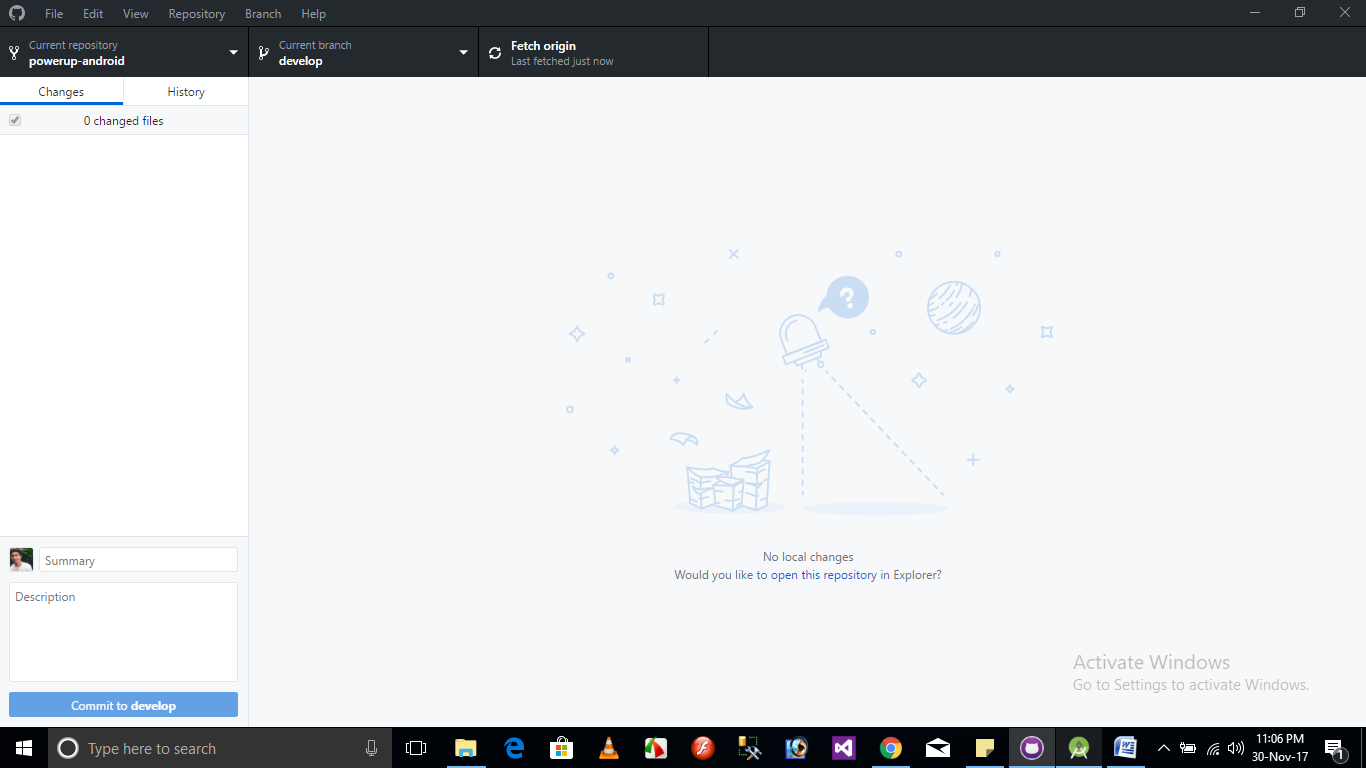 File Edit View Repository Branch Help
Current repository
powerup-android
Current branch
develop
Fetch origin
Last fetched just now
Changes
History
0 changed files
?
No local changes
Would you like to open this repository in Explorer?
Summary
Description
Commit to develop
Activate Windows
Go to Settings to activate Windows.
Type here to search
11:06 PM
30-Nov-17
1